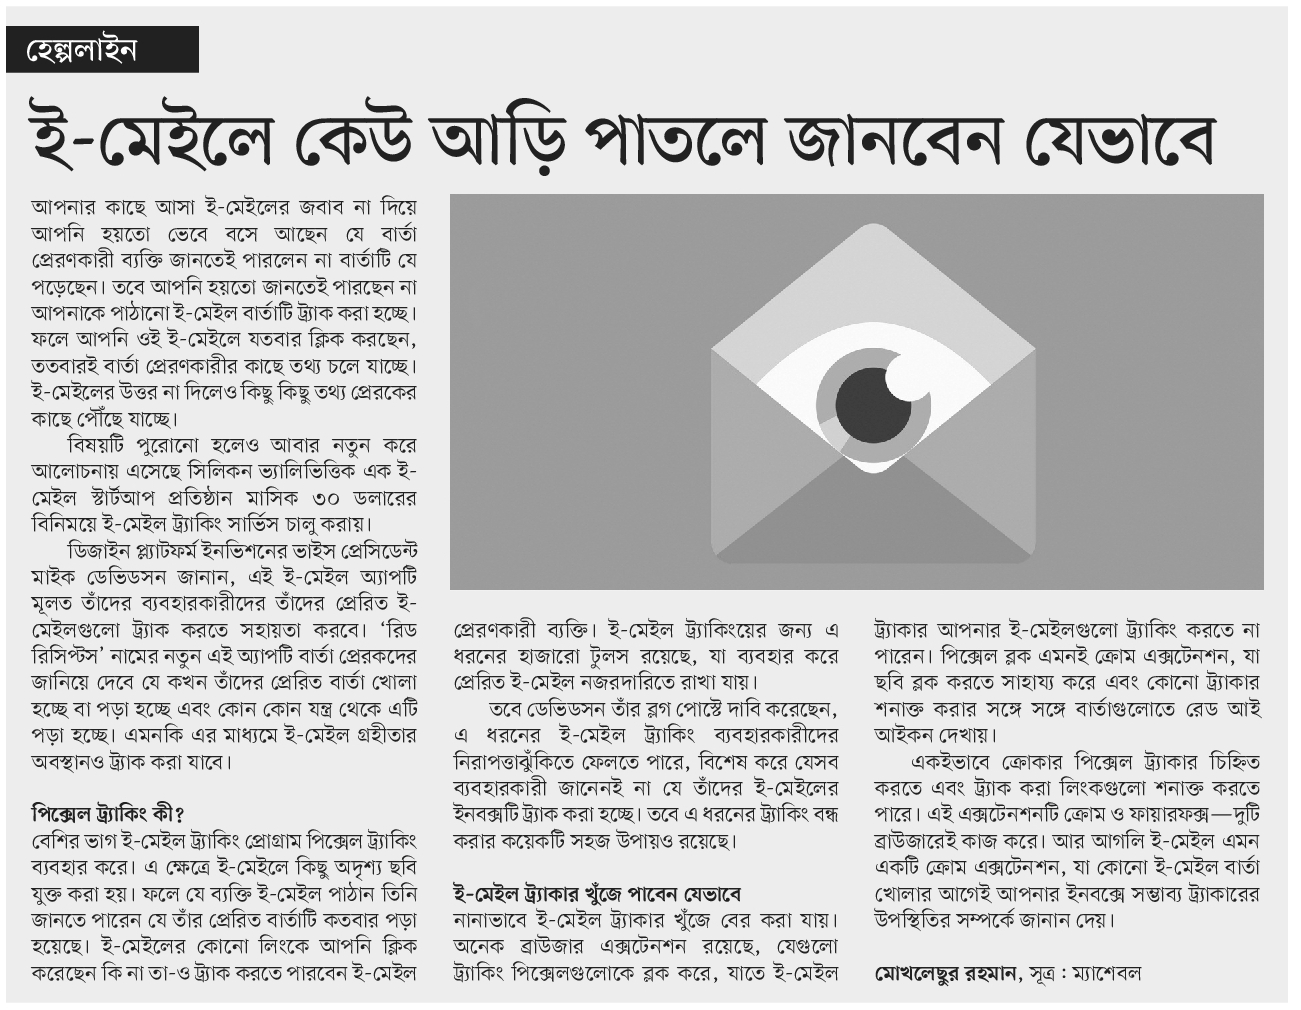 হেল্পলাইন
ই-মেইলে কেউ আড়ি পাতলে জানবেন যেভাবে
আপনার কাছে আসা ই-মেইলের জবাব না দিয়ে
আপনি হয়তো ভেবে বসে আছেন যে বার্তা
প্রেরণকারী ব্যক্তি জানতেই পারলেন না বার্তাটি যে
পড়েছেন। তবে আপনি হয়তো জানতেই পারছেন না
আপনাকে পাঠানো ই-মেইল বার্তাটি ট্র্যাক করা হচ্ছে।
ফলে আপনি ওই ই-মেইলে যতবার ক্লিক করছেন,
ততবারই বার্তা প্রেরণকারীর কাছে তথ্য চলে যাচ্ছে।
ই-মেইলের উত্তর না দিলেও কিছু কিছু তথ্য প্রেরকের
কাছে পৌঁছে যাচ্ছে।
বিষয়টি পুরোনো হলেও আবার নতুন করে
আলোচনায় এসেছে সিলিকন ভ্যালিভিত্তিক এক ই-
মেইল স্টার্টআপ প্রতিষ্ঠান মাসিক ৩০ ডলারের
বিনিময়ে ই-মেইল ট্র্যাকিং সার্ভিস চালু করায়।
ডিজাইন প্ল্যাটফর্ম ইনভিশনের ভাইস প্রেসিডেন্ট
মাইক ডেভিডসন জানান, এই ই-মেইল অ্যাপটি
মূলত তাঁদের ব্যবহারকারীদের তাঁদের প্রেরিত ই-
মেইলগুলো ট্র্যাক করতে সহায়তা করবে। ‘রিড
রিসিপ্টস’ নামের নতুন এই অ্যাপটি বার্তা প্রেরকদের
জানিয়ে দেবে যে কখন তাঁদের প্রেরিত বার্তা খোলা
হচ্ছে বা পড়া হচ্ছে এবং কোন কোন যন্ত্র থেকে এটি
পড়া হচ্ছে। এমনকি এর মাধ্যমে ই-মেইল গ্রহীতার
অবস্থানও ট্র্যাক করা যাবে।
পিক্সেল ট্র্যাকিং কী?
বেশির ভাগ ই-মেইল ট্র্যাকিং প্রোগ্রাম পিক্সেল ট্র্যাকিং
ব্যবহার করে। এ ক্ষেত্রে ই-মেইলে কিছু অদৃশ্য ছবি
যুক্ত করা হয়। ফলে যে ব্যক্তি ই-মেইল পাঠান তিনি
জানতে পারেন যে তাঁর প্রেরিত বার্তাটি কতবার পড়া
হয়েছে। ই-মেইলের কোনো লিংকে আপনি ক্লিক
করেছেন কি না তা-ও ট্র্যাক করতে পারবেন ই-মেইল
প্রেরণকারী ব্যক্তি। ই-মেইল ট্র্যাকিংয়ের জন্য এ
ধরনের হাজারো টুলস রয়েছে, যা ব্যবহার করে
প্রেরিত ই-মেইল নজরদারিতে রাখা যায়।
তবে ডেভিডসন তাঁর ব্লগ পোস্টে দাবি করেছেন,
এ ধরনের ই-মেইল ট্র্যাকিং ব্যবহারকারীদের
নিরাপত্তাঝুঁকিতে ফেলতে পারে, বিশেষ করে যেসব
ব্যবহারকারী জানেনই না যে তাঁদের ই-মেইলের
ইনবক্সটি ট্র্যাক করা হচ্ছে। তবে এ ধরনের ট্র্যাকিং বন্ধ
করার কয়েকটি সহজ উপায়ও রয়েছে।
ই-মেইল ট্র্যাকার খুঁজে পাবেন যেভাবে
নানাভাবে ই-মেইল ট্র্যাকার খুঁজে বের করা যায়।
অনেক ব্রাউজার এক্সটেনশন রয়েছে, যেগুলো
ট্র্যাকিং পিক্সেলগুলোকে ব্লক করে, যাতে ই-মেইল
ট্র্যাকার আপনার ই-মেইলগুলো ট্র্যাকিং করতে না
পারেন। পিক্সেল ব্লক এমনই ক্রোম এক্সটেনশন, যা
ছবি ব্লক করতে সাহায্য করে এবং কোনো ট্র্যাকার
শনাক্ত করার সঙ্গে সঙ্গে বার্তাগুলোতে রেড আই
আইকন দেখায়।
একইভাবে ক্রোকার পিক্সেল ট্র্যাকার চিহ্নিত
করতে এবং ট্র্যাক করা লিংকগুলো শনাক্ত করতে
পারে। এই এক্সটেনশনটি ক্রোম ও ফায়ারফক্স—দুটি
ব্রাউজারেই কাজ করে। আর আগলি ই-মেইল এমন
একটি ক্রোম এক্সটেনশন, যা কোনো ই-মেইল বার্তা
খোলার আগেই আপনার ইনবক্সে সম্ভাব্য ট্র্যাকারের
উপস্থিতির সম্পর্কে জানান দেয়।
মোখলেছুর রহমান, সূত্র : ম্যাশেবল